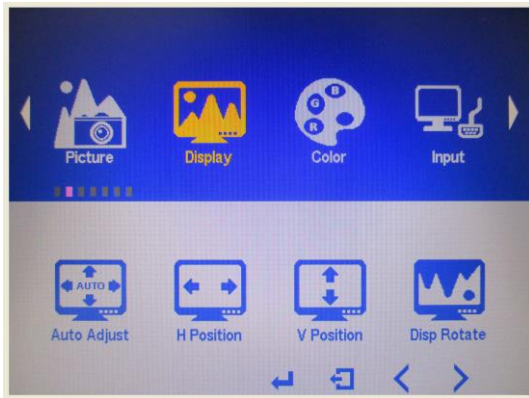 Picture Display Color Input
G B R
AUTO
Auto Adjust H Position V Position Disp Rotate